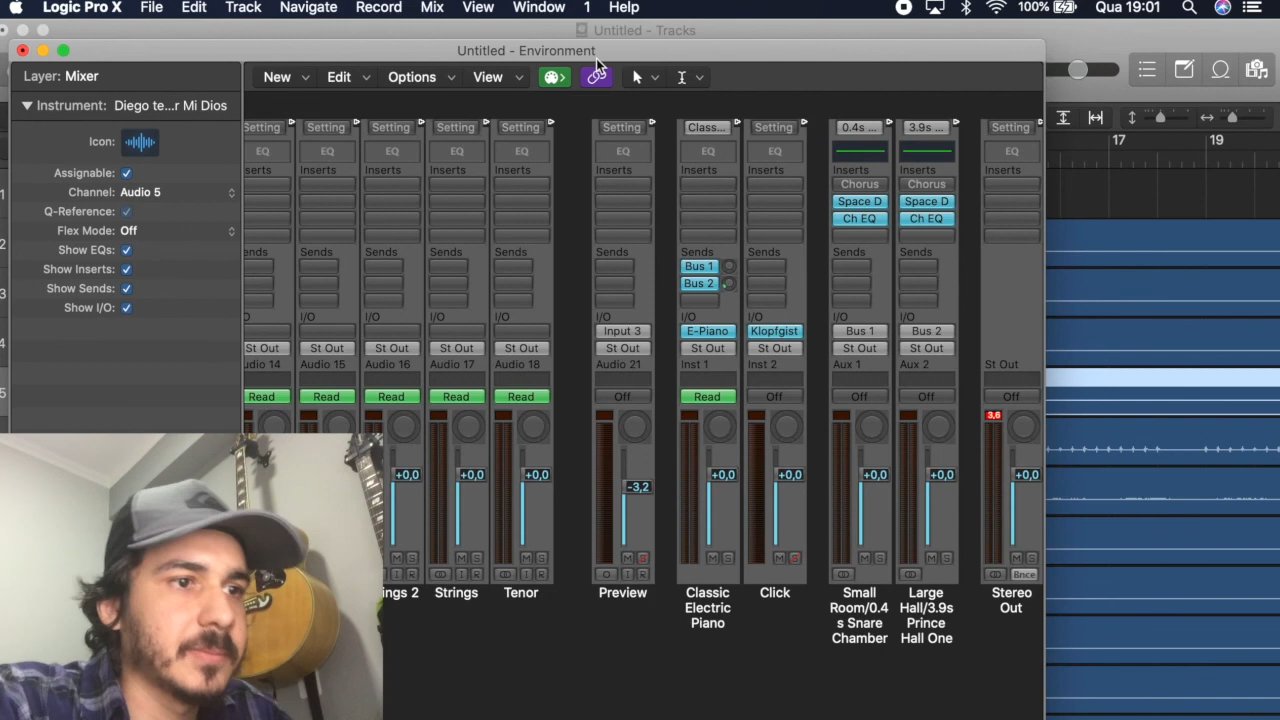 Logic Pro X File Edit Track Navigate Record Mix View Window 1 Help 100% Qua 19:01
Untitled - Tracks
Untitled - Environment
Layer: Mixer
New Edit Options View
Instrument: Diego te...r Mi Dios
Icon:
Assignable:
Channel: Audio 5
Q-Reference:
Flex Mode: Off
Show EQs:
Show Inserts:
Show Sends:
Show I/O:
17 19
1
2
3
4
5
Setting Setting Setting Setting Setting Setting Class... Setting 0.4s ... 3.9s ... Setting
EQ EQ EQ EQ EQ EQ EQ EQ EQ
serts Inserts Inserts Inserts Inserts Inserts Inserts Inserts Inserts Inserts Inserts
Chorus Chorus
Space D Space D
Ch EQ Ch EQ
ends Sends Sends Sends Sends Sends Sends Sends Sends Sends
Bus 1
Bus 2
O I/O I/O I/O I/O I/O I/O I/O I/O I/O
Input 3 E-Piano Klopfgist Bus 1 Bus 2
St Out St Out St Out St Out St Out St Out St Out St Out St Out St Out
udio 14 Audio 15 Audio 16 Audio 17 Audio 18 Audio 21 Inst 1 Inst 2 Aux 1 Aux 2 St Out
Read Read Read Read Read Off Read Off Off Off Off
3,6
+0,0 +0,0 +0,0 -3,2 +0,0 +0,0 +0,0 +0,0 +0,0
M S M S M S M S M S M S M S M S M S
I R I R I R I R Bnce
ings 2 Strings Tenor Preview
Classic
Electric
Piano
Click
Small
Room/0.4
s Snare
Chamber
Large
Hall/3.9s
Prince
Hall One
Stereo
Out